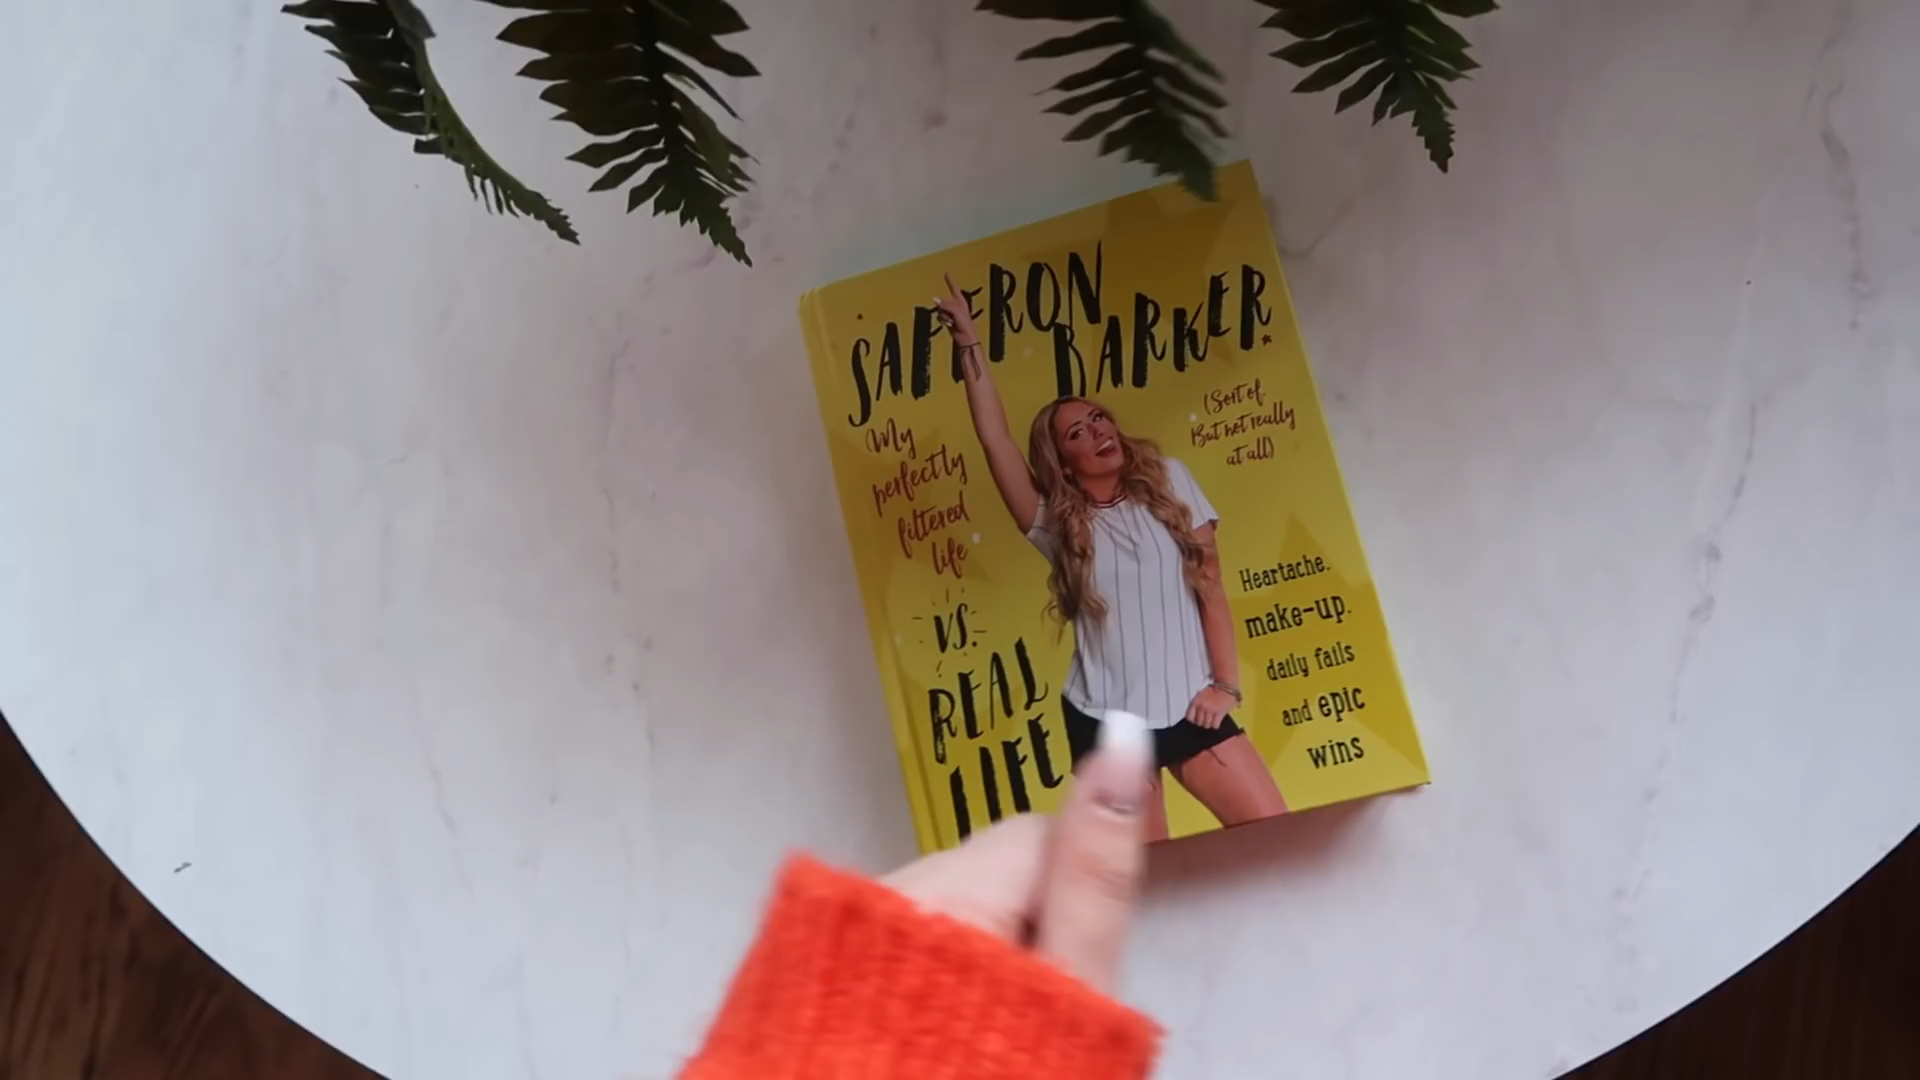 SAFFRON
BARKER
My
perfectly
filtered
life
(Sort of.
But not really
at all)
VS.
REAL
LIFE
Heartache,
make-up,
daily fails
and epic
wins